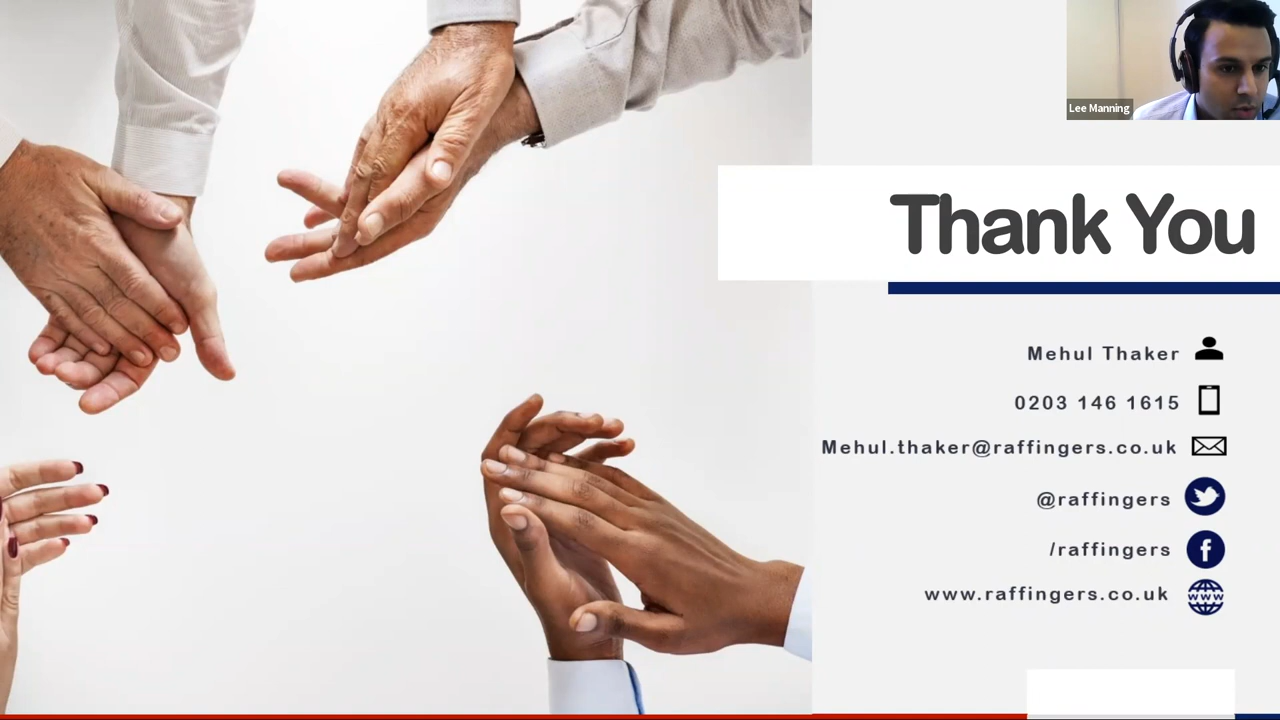 Lee Manning
Thank You
Mehul Thaker
0203 146 1615
Mehul.thaker@raffingers.co.uk
@raffingers
/raffingers
www.raffingers.co.uk
www